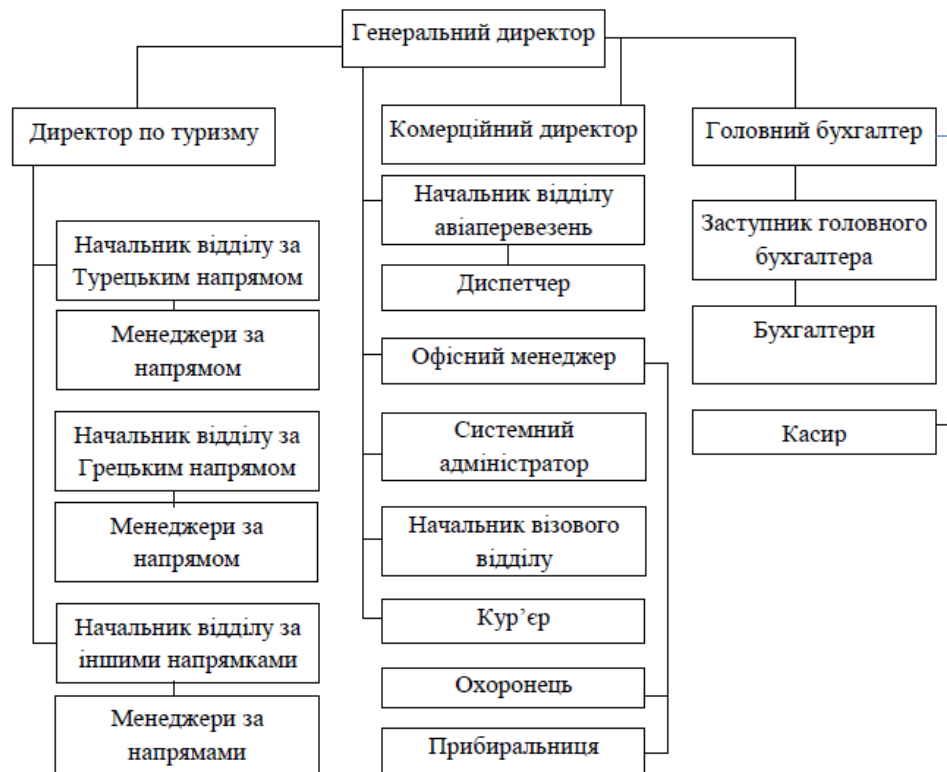 Генеральний директор
Директор по туризму
Начальник відділу за
Турецьким напрямом
Менеджери за
напрямом
Начальник відділу за
Грецьким напрямом
Менеджери за
напрямом
Начальник відділу за
іншими напрямками
Менеджери за
напрямами
Комерційний директор
Начальник відділу
авіаперевезень
Диспетчер
Офісний менеджер
Системний
адміністратор
Начальник візового
відділу
Кур’єр
Охоронець
Прибиральниця
Головний бухгалтер
Заступник головного
бухгалтера
Бухгалтери
Касир